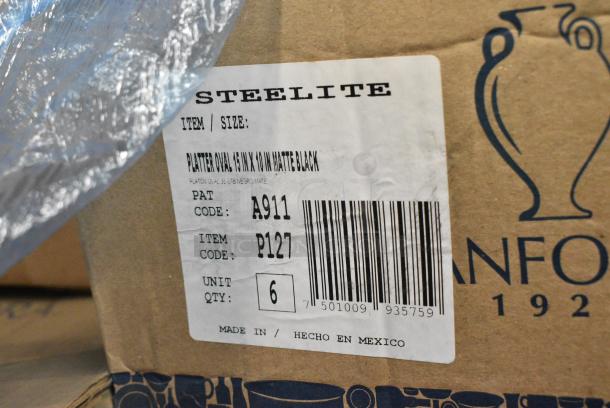 STEELITE
ITEM / SIZE:
PLATTER OVAL 15 IN X 10 IN MATTE BLACK
PAT CODE: A911
ITEM CODE: P127
UNIT QTY: 6
7 501009 935759
MADE IN / HECHO EN MEXICO
ANFO
192